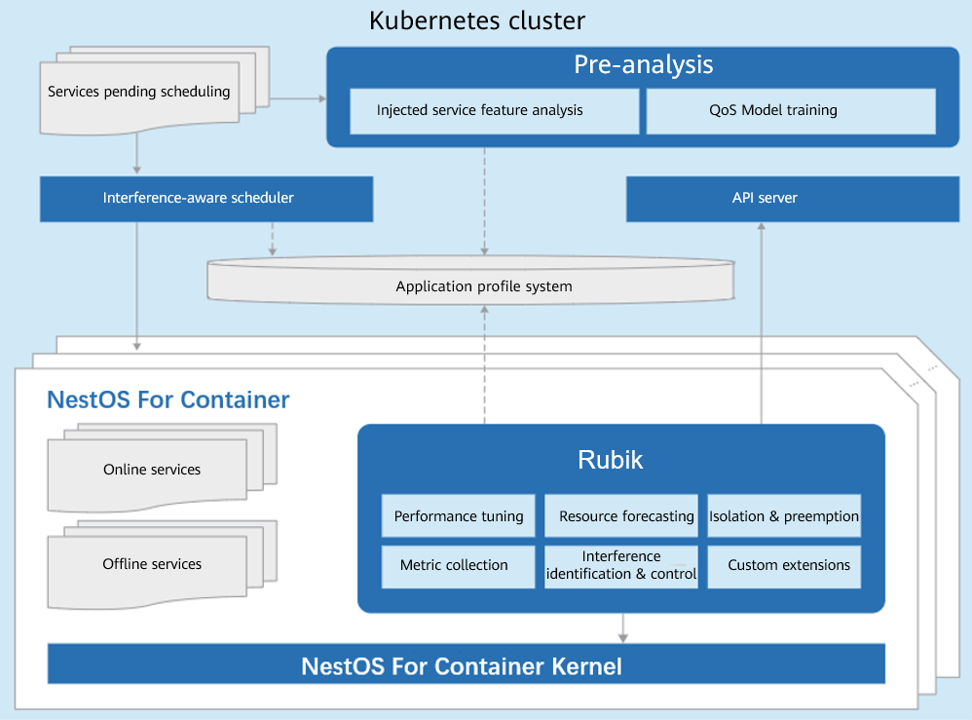 Kubernetes cluster
Services pending scheduling
Pre-analysis
Injected service feature analysis
QoS Model training
Interference-aware scheduler
API server
Application profile system
NestOS For Container
Online services
Offline services
Rubik
Performance tuning
Resource forecasting
Isolation & preemption
Metric collection
Interference
identification & control
Custom extensions
NestOS For Container Kernel